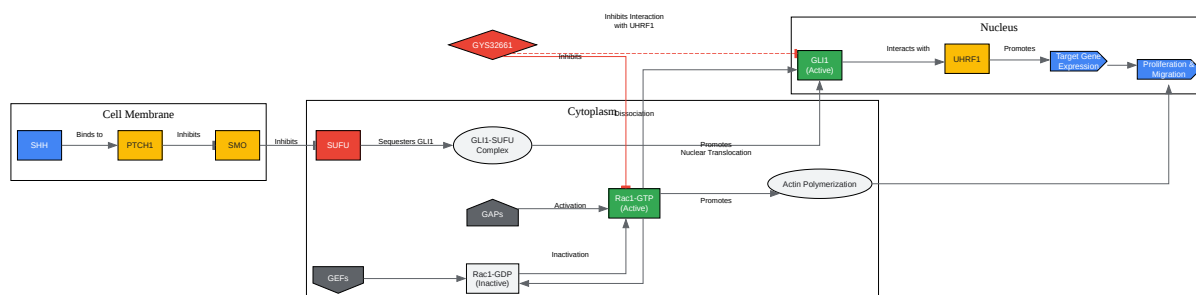 Inhibits Interaction
with UHRF1
Nucleus
GYS32661
Inhibits
GLI1
(Active)
Interacts with
UHRF1
Promotes
Target Gene
Expression
Proliferation &
Migration
Cell Membrane
Cytoplasm
Dissociation
SHH
Binds to
PTCH1
Inhibits
SMO
Inhibits
SUFU
Sequesters GLI1
GLI1-SUFU
Complex
Promotes
Nuclear Translocation
Actin Polymerization
Rac1-GTP
(Active)
Promotes
GAPs
Activation
Inactivation
GEFs
Rac1-GDP
(Inactive)